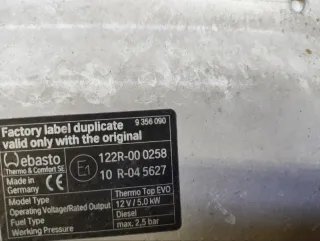 9 356 090
Factory label duplicate
valid only with the original
Webasto
Thermo & Comfort SE
Made in
Germany
CE
E1
122R-00 0258
10 R-04 5627
Model Type Thermo Top EVO
Operating Voltage/Rated Output 12 V / 5,0 kW
Fuel Type Diesel
Working Pressure max. 2,5 bar